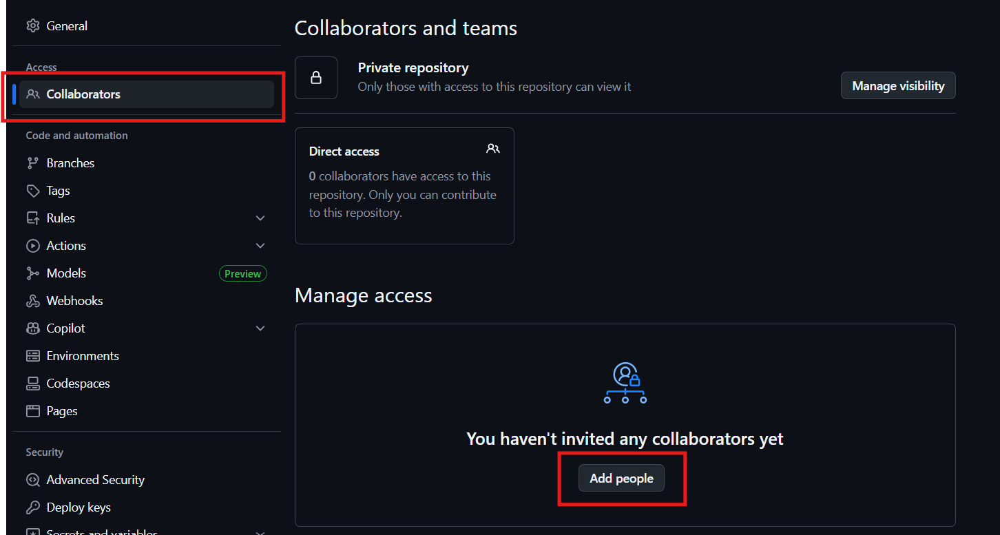 General
Access
Collaborators
Code and automation
Branches
Tags
Rules
Actions
Models
Preview
Webhooks
Copilot
Environments
Codespaces
Pages
Security
Advanced Security
Deploy keys
Secrets and variables
Collaborators and teams
Private repository
Only those with access to this repository can view it
Manage visibility
Direct access
0 collaborators have access to this
repository. Only you can contribute
to this repository.
Manage access
You haven't invited any collaborators yet
Add people